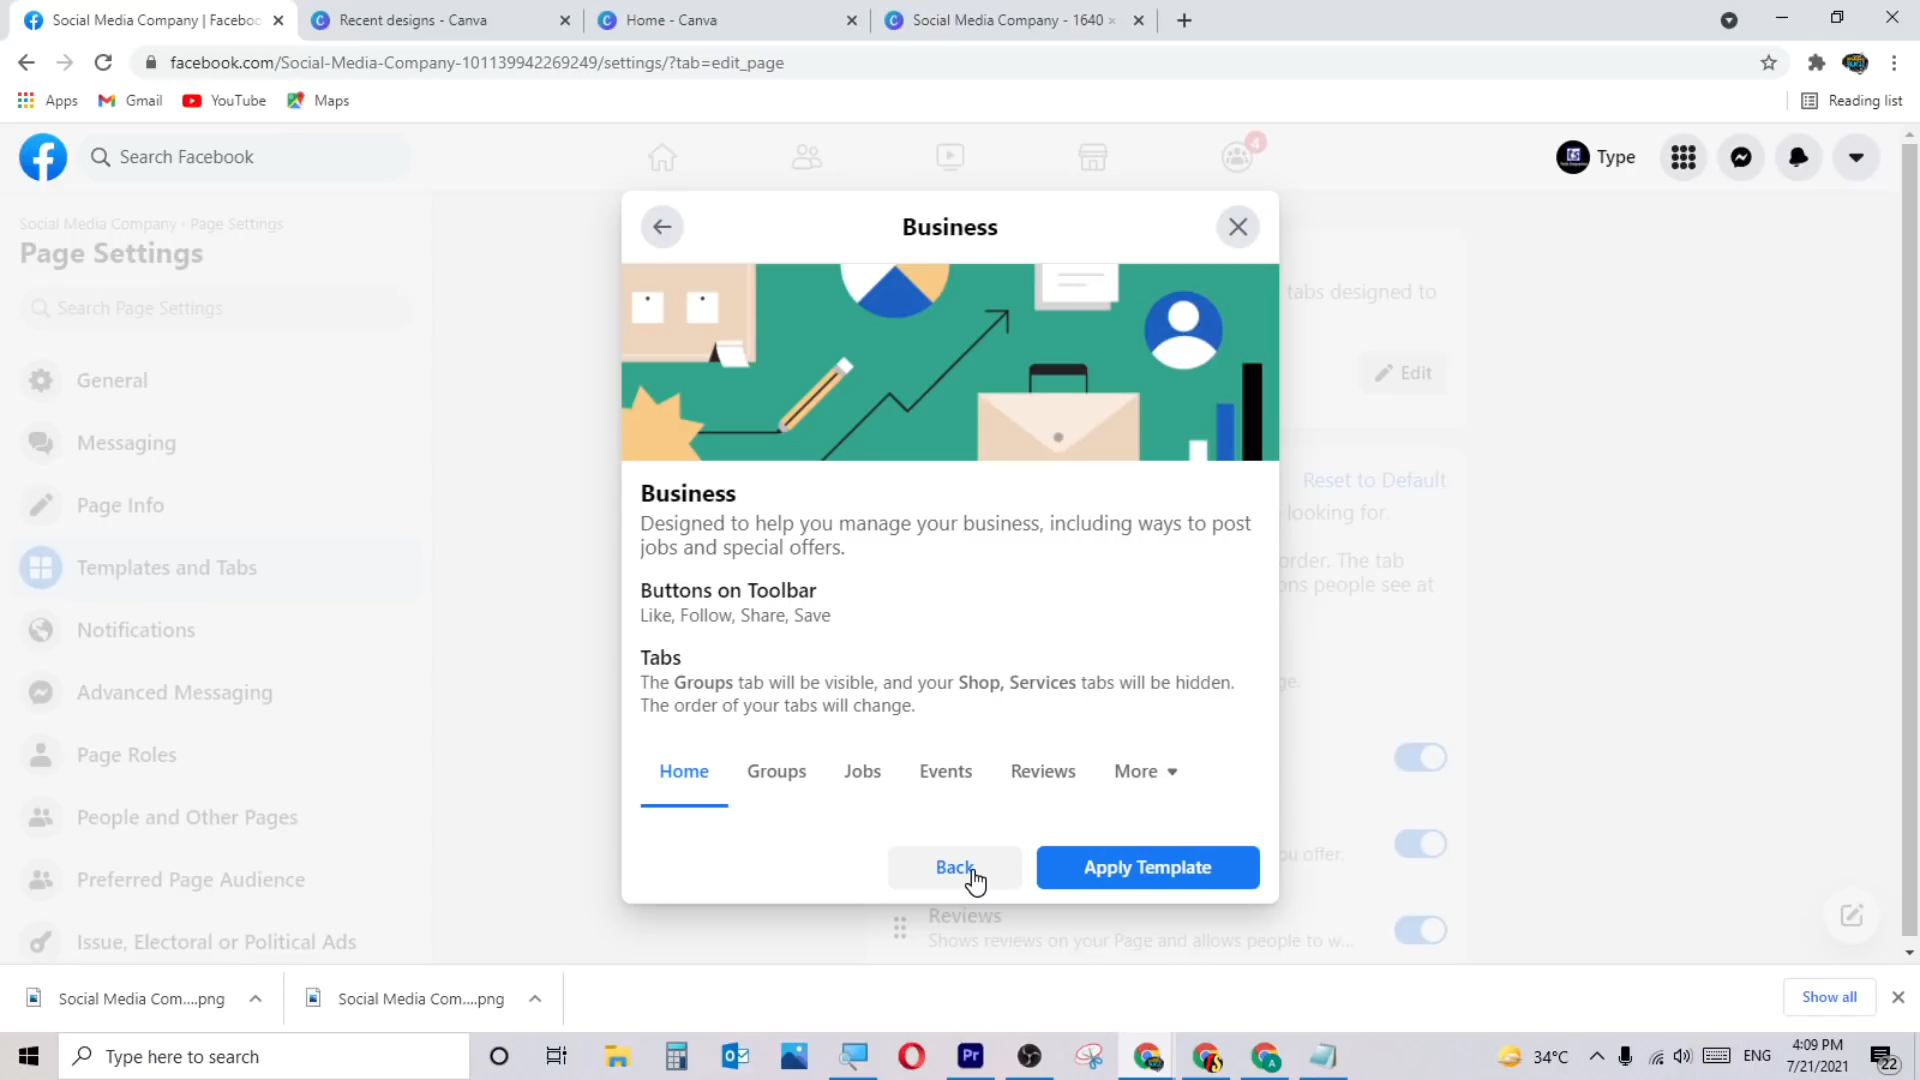 Social Media Company | Faceboo
Recent designs - Canva
Home - Canva
Social Media Company - 1640 ×
facebook.com/Social-Media-Company-101139942269249/settings/?tab=edit_page
Apps
Gmail
YouTube
Maps
Reading list
Search Facebook
4
Type
Social Media Company • Page Settings
Page Settings
Search Page Settings
General
Messaging
Page Info
Templates and Tabs
Notifications
Advanced Messaging
Page Roles
People and Other Pages
Preferred Page Audience
Issue, Electoral or Political Ads
Business
Business
Designed to help you manage your business, including ways to post
jobs and special offers.
Buttons on Toolbar
Like, Follow, Share, Save
Tabs
The Groups tab will be visible, and your Shop, Services tabs will be hidden.
The order of your tabs will change.
Home
Groups
Jobs
Events
Reviews
More
Back
Apply Template
tabs designed to
Edit
Reset to Default
looking for.
order. The tab
ons people see at
ge.
ou offer.
Reviews
Shows reviews on your Page and allows people to w...
Social Media Com....png
Social Media Com....png
Show all
Type here to search
Pr
34°C
ENG
4:09 PM
7/21/2021
22